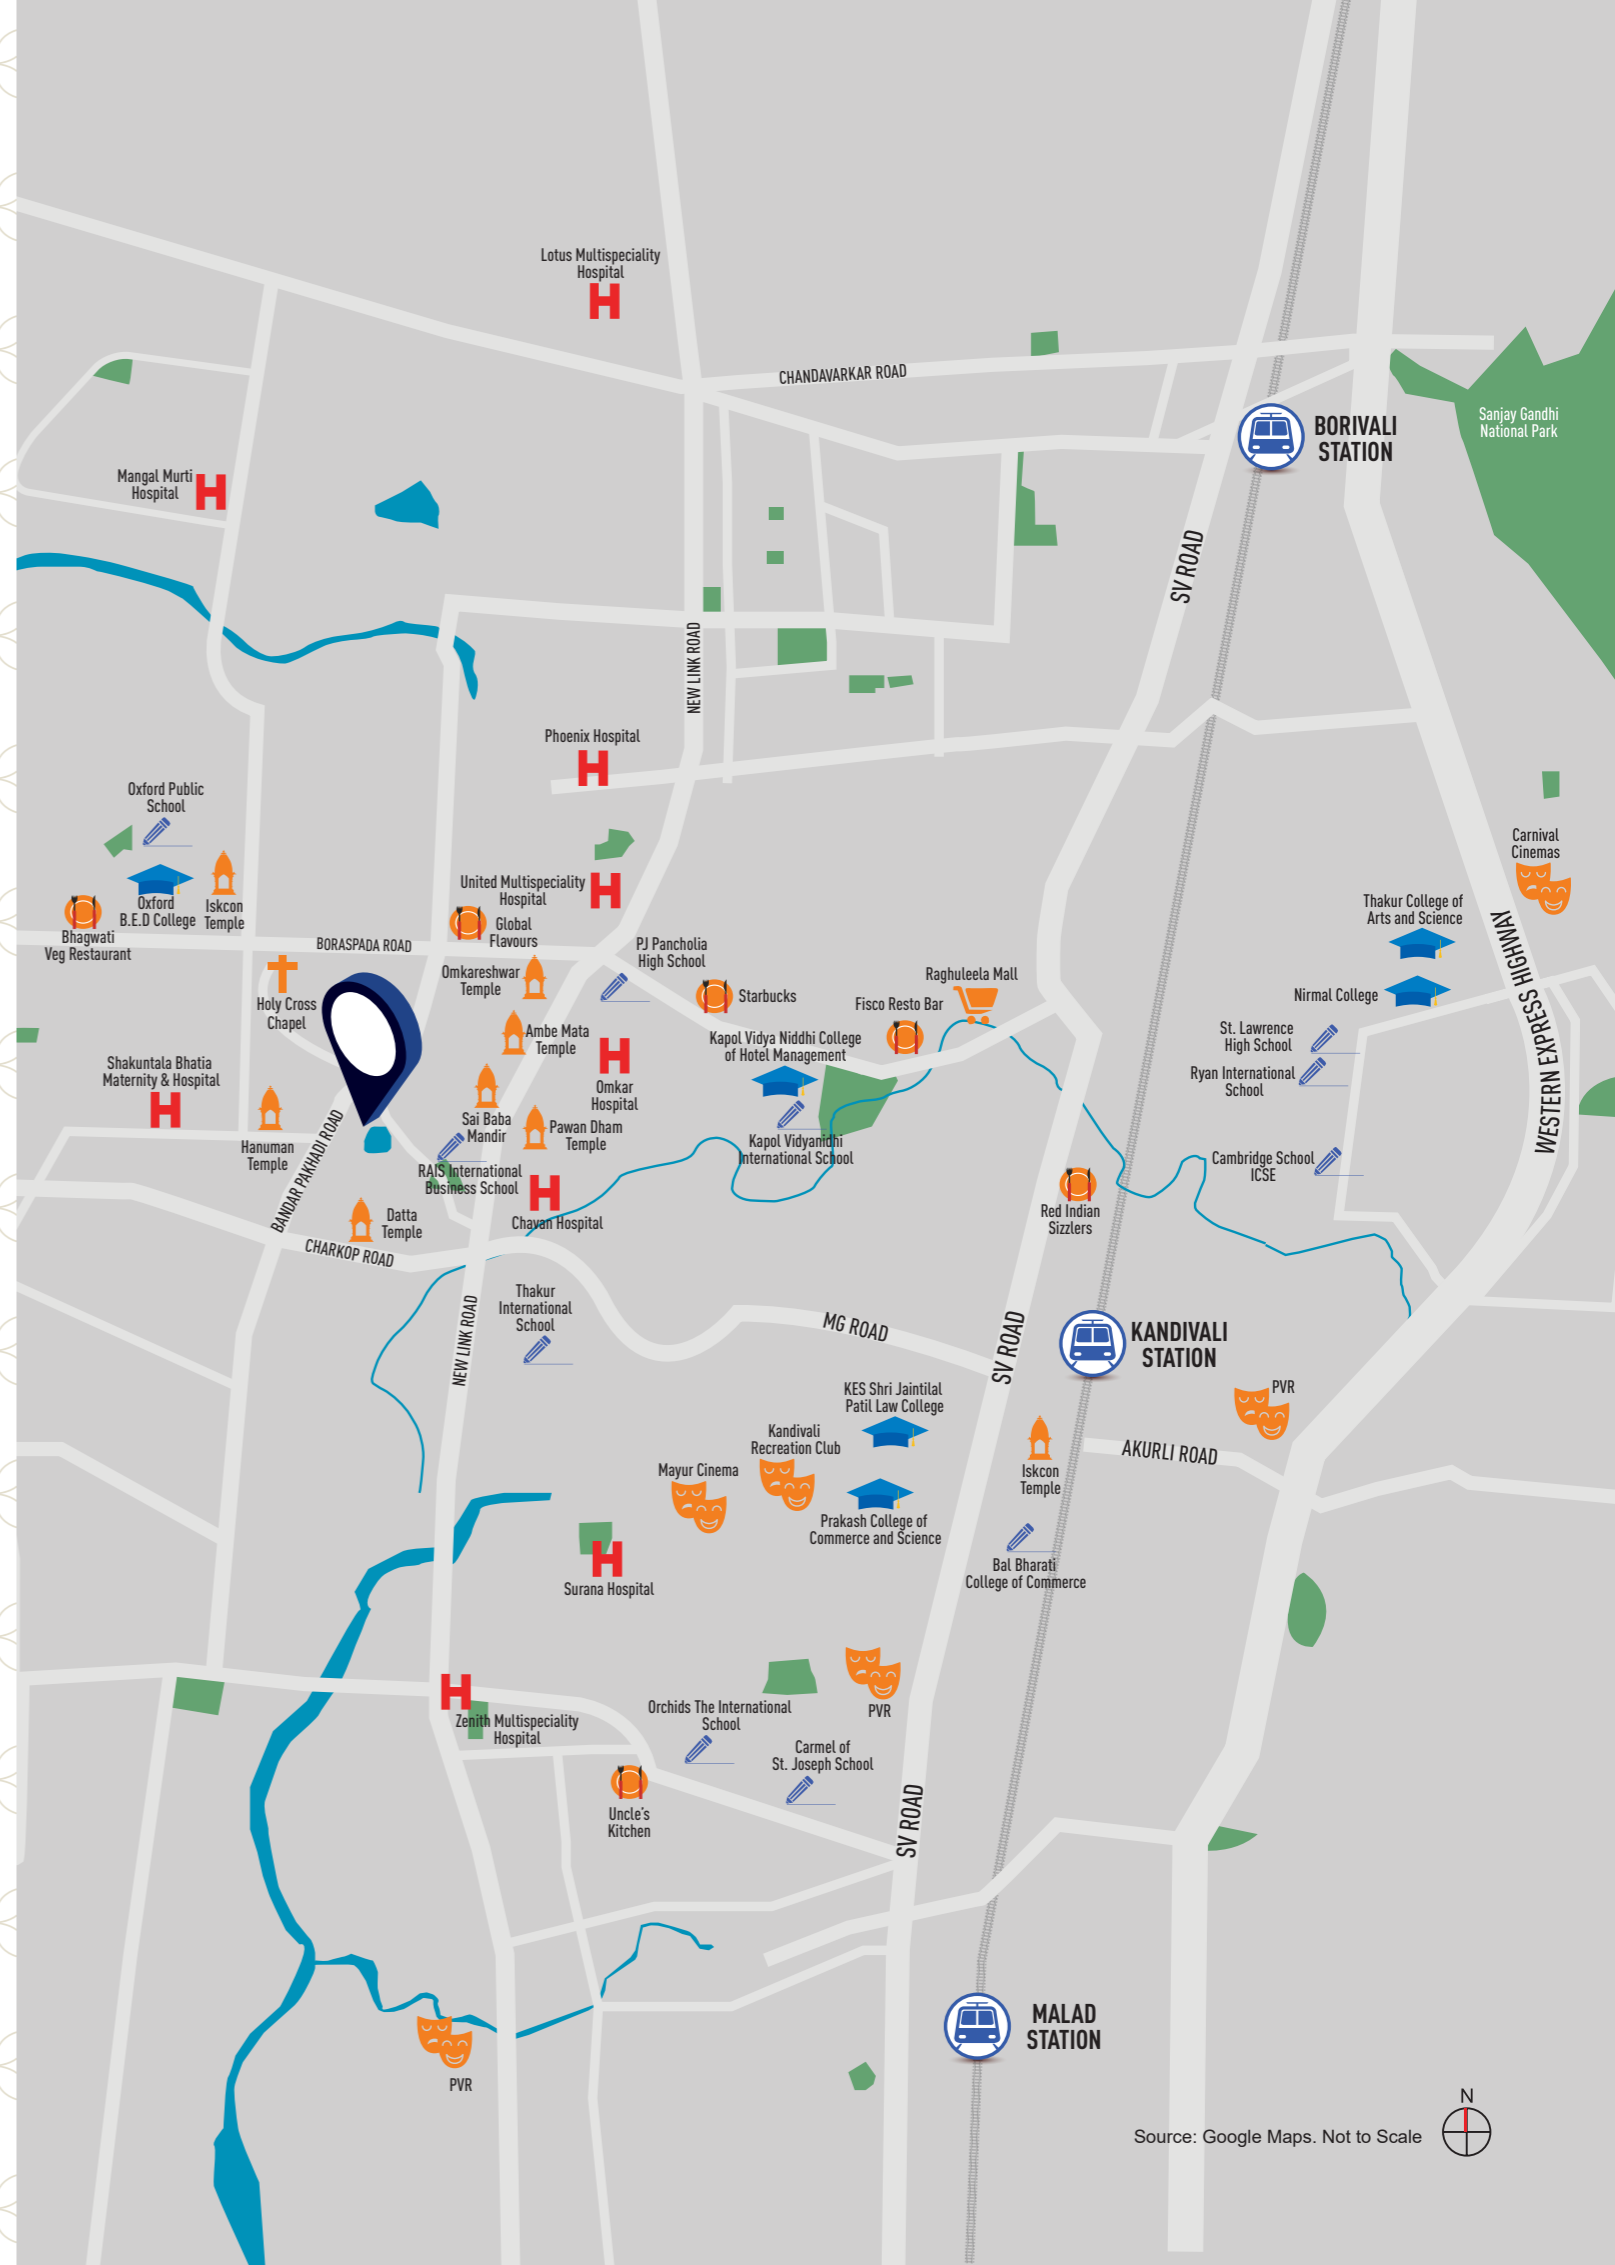 Lotus Multispeciality
Hospital
CHANDAVARKAR ROAD
Sanjay Gandhi
National Park
BORIVALI
STATION
Mangal Murti
Hospital
SV ROAD
NEW LINK ROAD
Phoenix Hospital
Oxford Public
School
Carnival
Cinemas
United Multispeciality
Hospital
Thakur College of
Arts and Science
Oxford
B.E.D College
Iskcon
Temple
Global
Flavours
Bhagwati
Veg Restaurant
BORASPADA ROAD
PJ Pancholia
High School
WESTERN EXPRESS HIGHWAY
Omkareshwar
Temple
Raghuleela Mall
Starbucks
Fisco Resto Bar
Nirmal College
Holy Cross
Chapel
Ambe Mata
Temple
Kapol Vidya Niddhi College
of Hotel Management
St. Lawrence
High School
Shakuntala Bhatia
Maternity & Hospital
Omkar
Hospital
Ryan International
School
Sai Baba
Mandir
Pawan Dham
Temple
Hanuman
Temple
BANDAR PAKHADI ROAD
Kapol Vidyanidhi
International School
Cambridge School
ICSE
RAIS International
Business School
Chavan Hospital
Datta
Temple
Red Indian
Sizzlers
CHARKOP ROAD
Thakur
International
School
NEW LINK ROAD
MG ROAD
SV ROAD
KANDIVALI
STATION
KES Shri Jaintilal
Patil Law College
PVR
Kandivali
Recreation Club
AKURLI ROAD
Mayur Cinema
Iskcon
Temple
Prakash College of
Commerce and Science
Bal Bharati
College of Commerce
Surana Hospital
Orchids The International
School
PVR
Zenith Multispeciality
Hospital
Carmel of
St. Joseph School
Uncle's
Kitchen
SV ROAD
MALAD
STATION
PVR
N
Source: Google Maps. Not to Scale